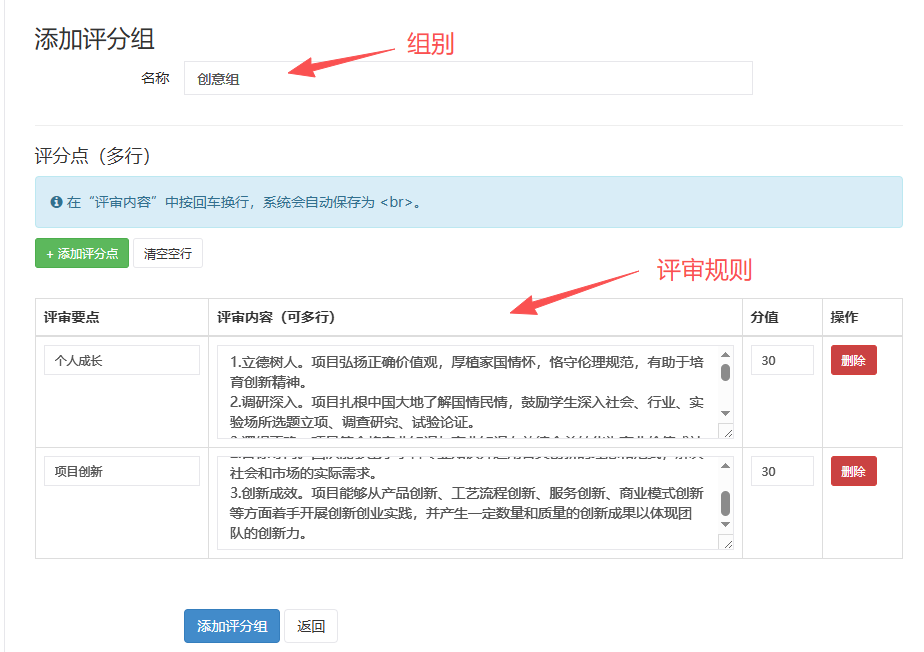 添加评分组
组别
名称
创意组
评分点（多行）
在“评审内容”中按回车换行，系统会自动保存为 <br>。
+ 添加评分点
清空空行
评审规则
评审要点
评审内容（可多行）
分值
操作
个人成长
1.立德树人。项目弘扬正确价值观，厚植家国情怀，恪守伦理规范，有助于培
育创新精神。
2.调研深入。项目扎根中国大地了解国情民情，鼓励学生深入社会、行业、实
验场所选题立项、调查研究、试验论证。
30
删除
项目创新
社会和市场的实际需求。
3.创新成效。项目能够从产品创新、工艺流程创新、服务创新、商业模式创新
等方面着手开展创新创业实践，并产生一定数量和质量的创新成果以体现团
队的创新力。
30
删除
添加评分组
返回